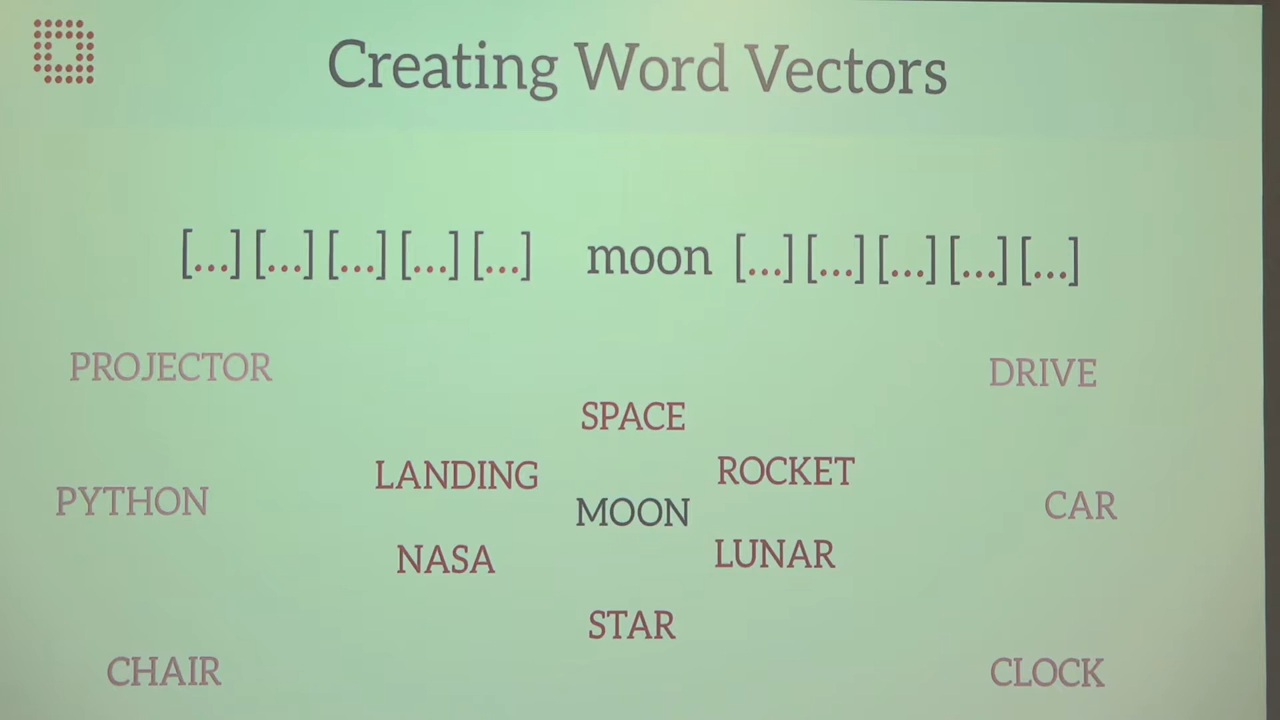 Creating Word Vectors
[...] [...] [...] [...] [...] moon [...] [...] [...] [...] [...]
PROJECTOR
DRIVE
SPACE
LANDING
ROCKET
PYTHON
MOON
CAR
NASA
LUNAR
STAR
CHAIR
CLOCK